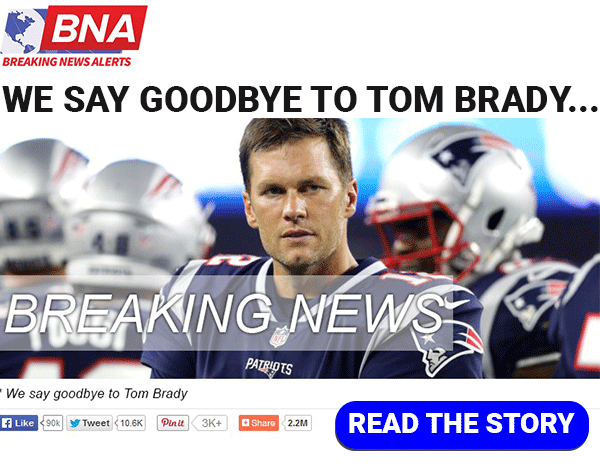 BNA
BREAKING NEWS ALERTS
WE SAY GOODBYE TO TOM BRADY...
BREAKING NEWS
PATRIOTS
' We say goodbye to Tom Brady
Like 90k Tweet 10.6K Pin it 3K+ Share 2.2M
READ THE STORY